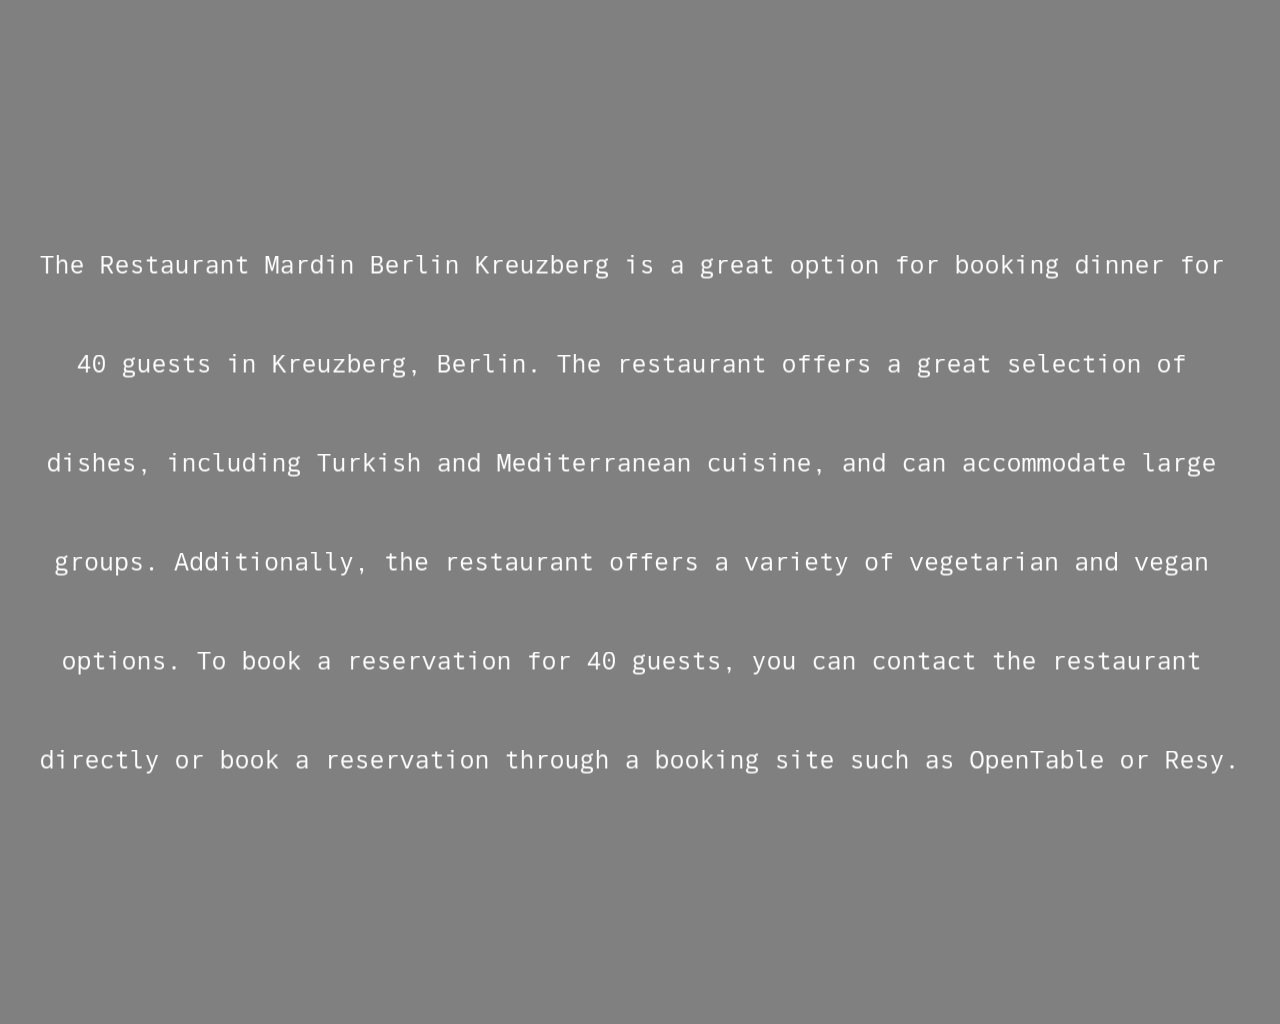 The Restaurant Mardin Berlin Kreuzberg is a great option for booking dinner for
40 guests in Kreuzberg, Berlin. The restaurant offers a great selection of
dishes, including Turkish and Mediterranean cuisine, and can accommodate large
groups. Additionally, the restaurant offers a variety of vegetarian and vegan
options. To book a reservation for 40 guests, you can contact the restaurant
directly or book a reservation through a booking site such as OpenTable or Resy.